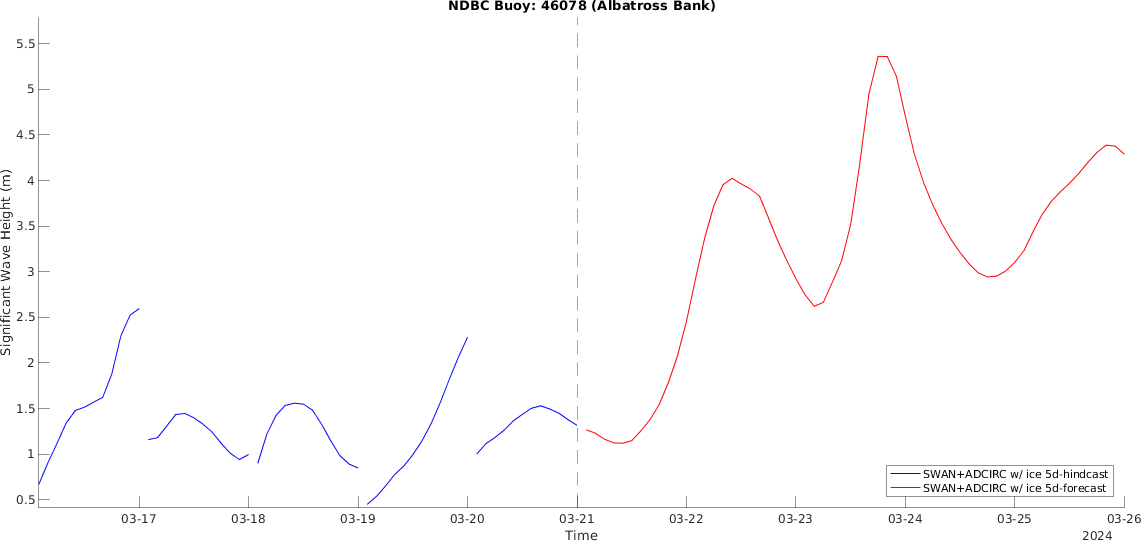 NDBC Buoy: 46078 (Albatross Bank)
5.5
5
4.5
4
3.5
3
2.5
2
1.5
1
0.5
Significant Wave Height (m)
SWAN+ADCIRC w/ ice 5d-hindcast
SWAN+ADCIRC w/ ice 5d-forecast
03-17 03-18 03-19 03-20 03-21 03-22 03-23 03-24 03-25 03-26
Time
2024